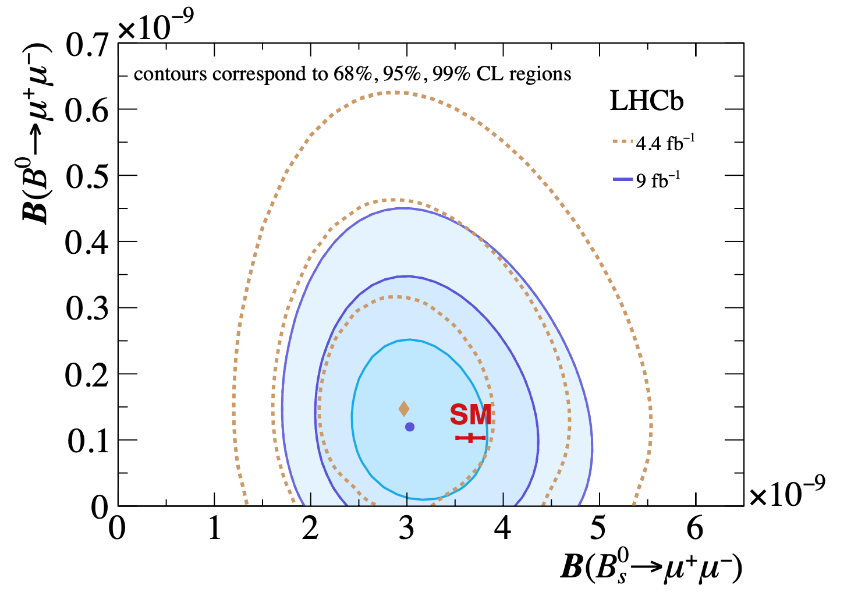 ×10⁻⁹
contours correspond to 68%, 95%, 99% CL regions
LHCb
4.4 fb⁻¹
9 fb⁻¹
SM
B(B⁰→μ⁺μ⁻)
0.7
0.6
0.5
0.4
0.3
0.2
0.1
0
0 1 2 3 4 5 6
×10⁻⁹
B(B⁰ₛ→μ⁺μ⁻)